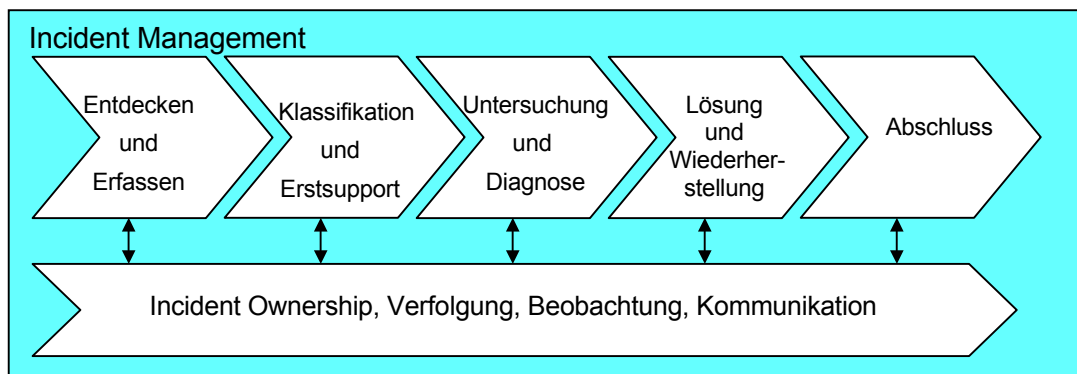 Incident Management
Entdecken
und
Erfassen
Klassifikation
und
Erstsupport
Untersuchung
und
Diagnose
Lösung
und
Wiederher-
stellung
Abschluss
Incident Ownership, Verfolgung, Beobachtung, Kommunikation